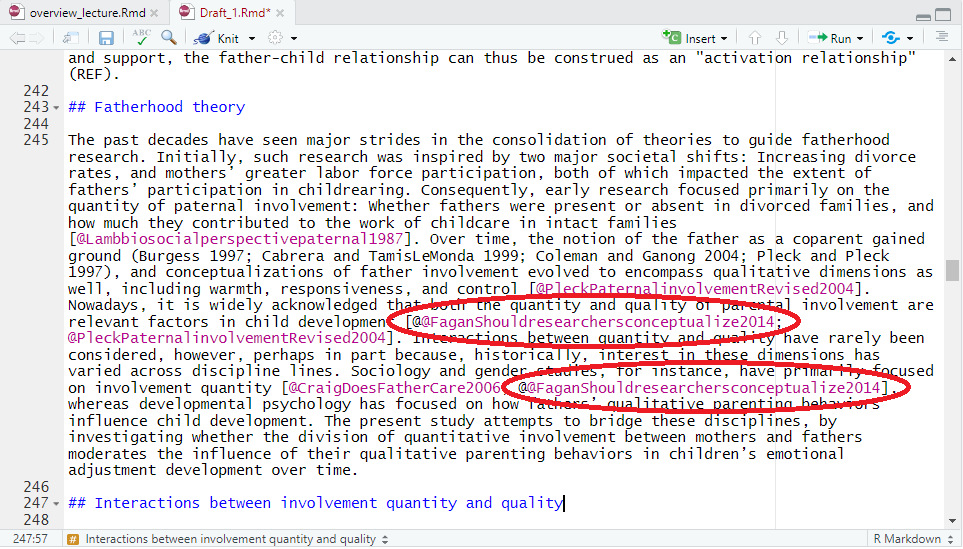 overview_lecture.Rmd Draft_1.Rmd*
ABC Knit Insert Run
and support, the father-child relationship can thus be construed as an "activation relationship"
(REF).
242
243 ## Fatherhood theory
244
245 The past decades have seen major strides in the consolidation of theories to guide fatherhood
research. Initially, such research was inspired by two major societal shifts: Increasing divorce
rates, and mothers’ greater labor force participation, both of which impacted the extent of
fathers’ participation in childrearing. Consequently, early research focused primarily on the
quantity of paternal involvement: Whether fathers were present or absent in divorced families, and
how much they contributed to the work of childcare in intact families
[@Lambbiosocialperspectivepaternal1987]. Over time, the notion of the father as a coparent gained
ground (Burgess 1997; Cabrera and TamisLeMonda 1999; Coleman and Ganong 2004; Pleck and Pleck
1997), and conceptualizations of father involvement evolved to encompass qualitative dimensions as
well, including warmth, responsiveness, and control [@PleckPaternalinvolvementRevised2004].
Nowadays, it is widely acknowledged that both the quantity and quality of parental involvement are
relevant factors in child development [@@FaganShouldresearchersconceptualize2014;
@PleckPaternalinvolvementRevised2004]. Interactions between quantity and quality have rarely been
considered, however, perhaps in part because, historically, interest in these dimensions has
varied across discipline lines. Sociology and gender studies, for instance, have primarily focused
on involvement quantity [@CraigDoesFatherCare2006 @@FaganShouldresearchersconceptualize2014],
whereas developmental psychology has focused on how fathers’ qualitative parenting behaviors
influence child development. The present study attempts to bridge these disciplines, by
investigating whether the division of quantitative involvement between mothers and fathers
moderates the influence of their qualitative parenting behaviors in children’s emotional
adjustment development over time.
246
247 ## Interactions between involvement quantity and quality
248
247:57 # Interactions between involvement quantity and quality R Markdown